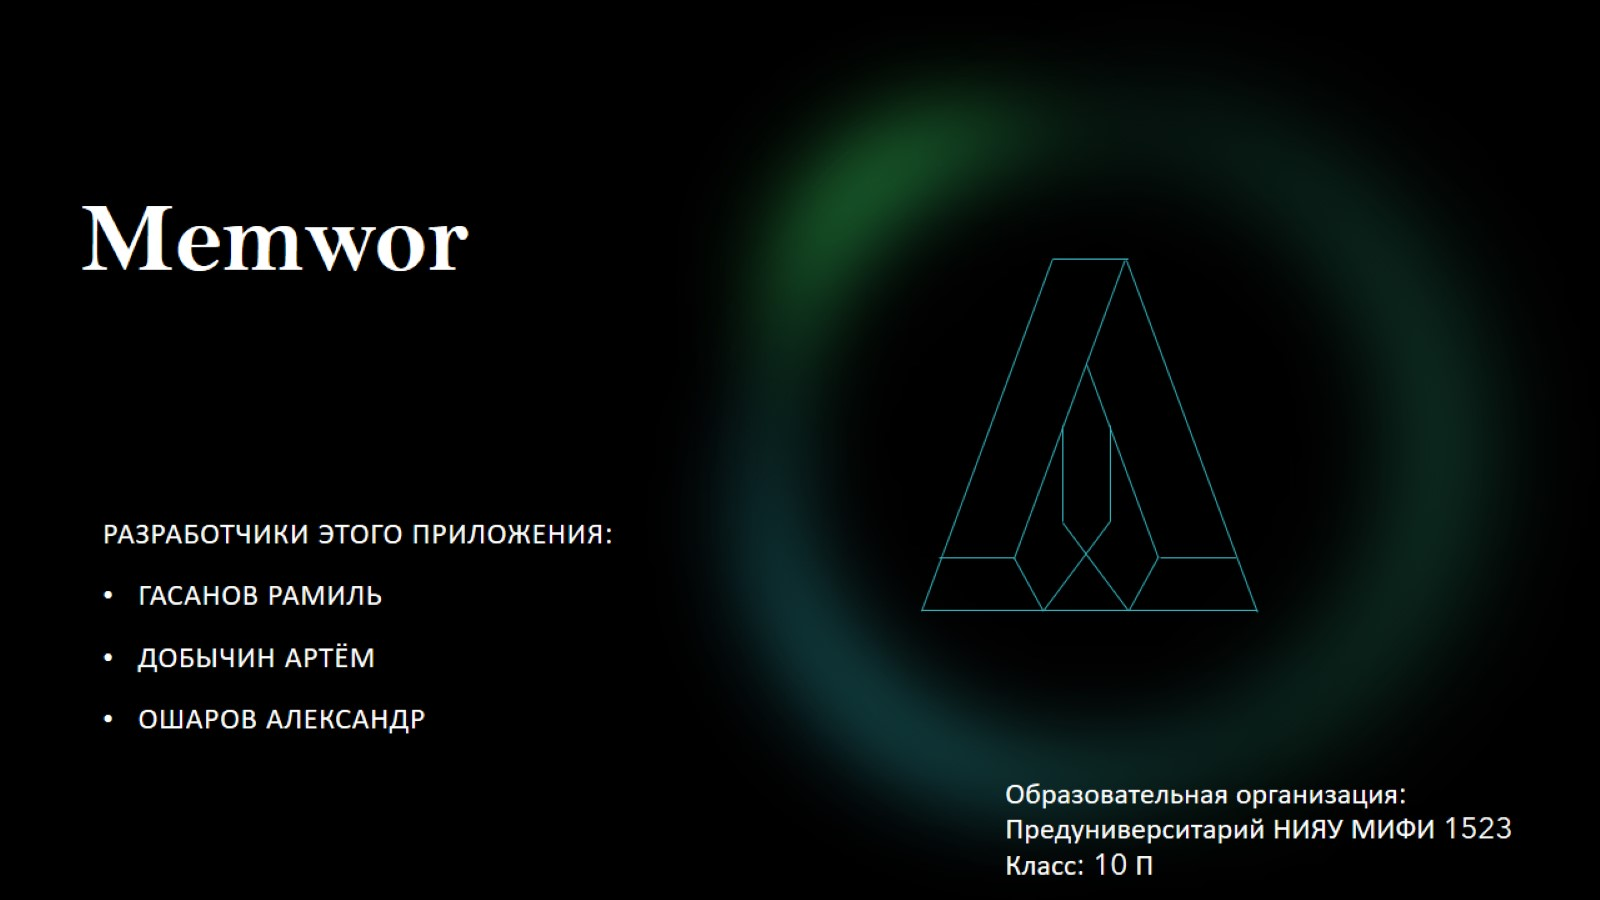 Memwor
РАЗРАБОТЧИКИ ЭТОГО ПРИЛОЖЕНИЯ:
• ГАСАНОВ РАМИЛЬ
• ДОБЫЧИН АРТЁМ
• ОШАРОВ АЛЕКСАНДР
Образовательная организация:
Предуниверситарий НИЯУ МИФИ 1523
Класс: 10 П